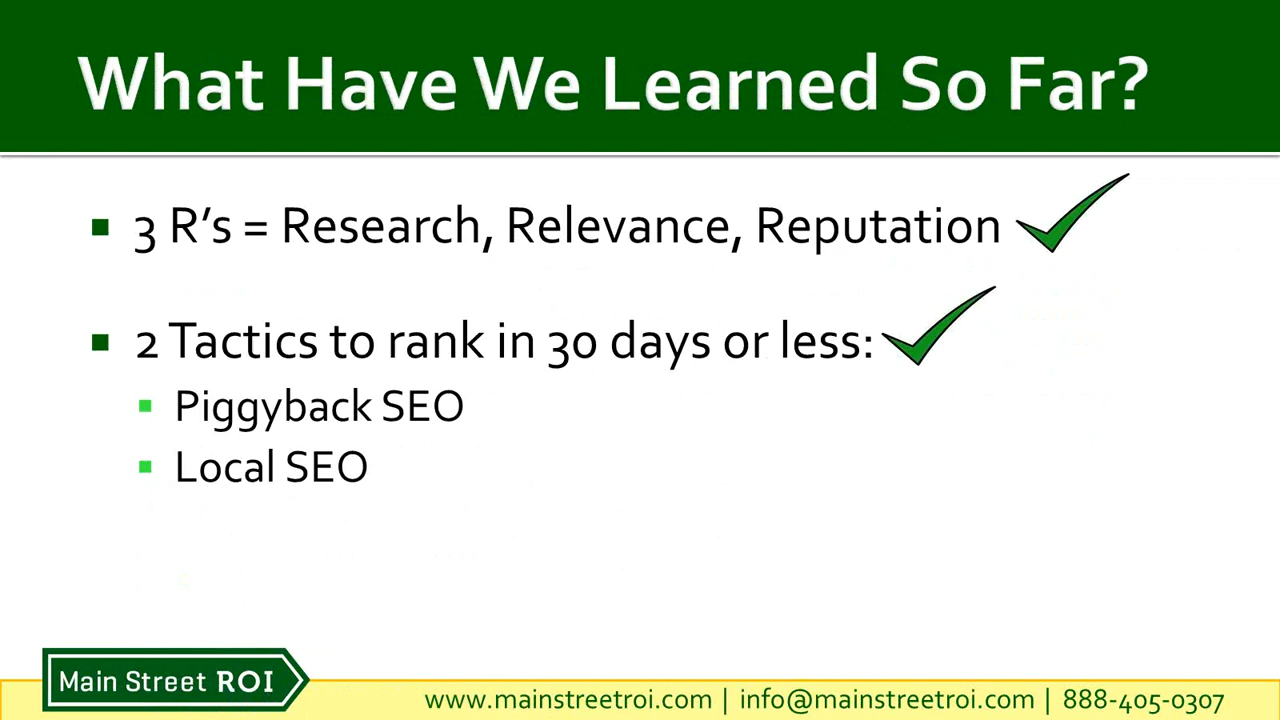 What Have We Learned So Far?
3 R’s = Research, Relevance, Reputation
2 Tactics to rank in 30 days or less:
Piggyback SEO
Local SEO
Main Street ROI
www.mainstreetroi.com | info@mainstreetroi.com | 888-405-0307